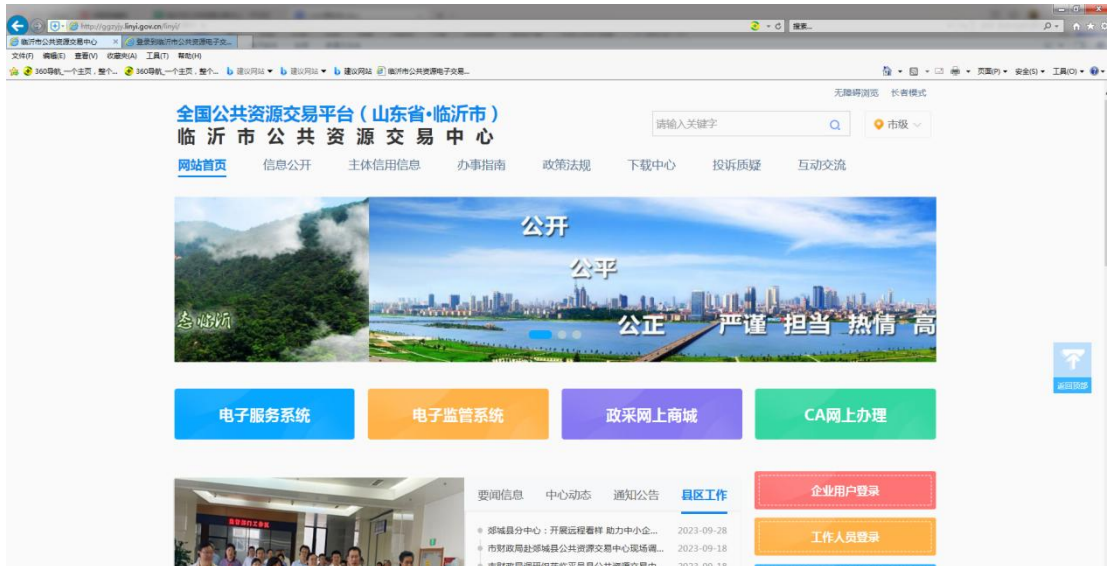 http://ggzyjy.linyi.gov.cn/linyi/
搜索...
临沂市公共资源交易中心
登录到临沂市公共资源电子交...
文件(F) 编辑(E) 查看(V) 收藏夹(A) 工具(T) 帮助(H)
360导航_一个主页，整个... 360导航_一个主页，整个... 建议网站 建议网站 建议网站 临沂市公共资源电子交易...
页面(P) 安全(S) 工具(O)
无障碍浏览 长者模式
全国公共资源交易平台（山东省·临沂市）
临沂市公共资源交易中心
请输入关键字
市级
网站首页 信息公开 主体信用信息 办事指南 政策法规 下载中心 投诉质疑 互动交流
公开
公平
公正 严谨 担当 热情 高
态临沂
返回顶部
电子服务系统 电子监管系统 政采网上商城 CA网上办理
要闻信息 中心动态 通知公告 县区工作
郯城县分中心：开展远程看样 助力中小企... 2023-09-28
市财政局赴郯城县公共资源交易中心现场调... 2023-09-18
企业用户登录
工作人员登录